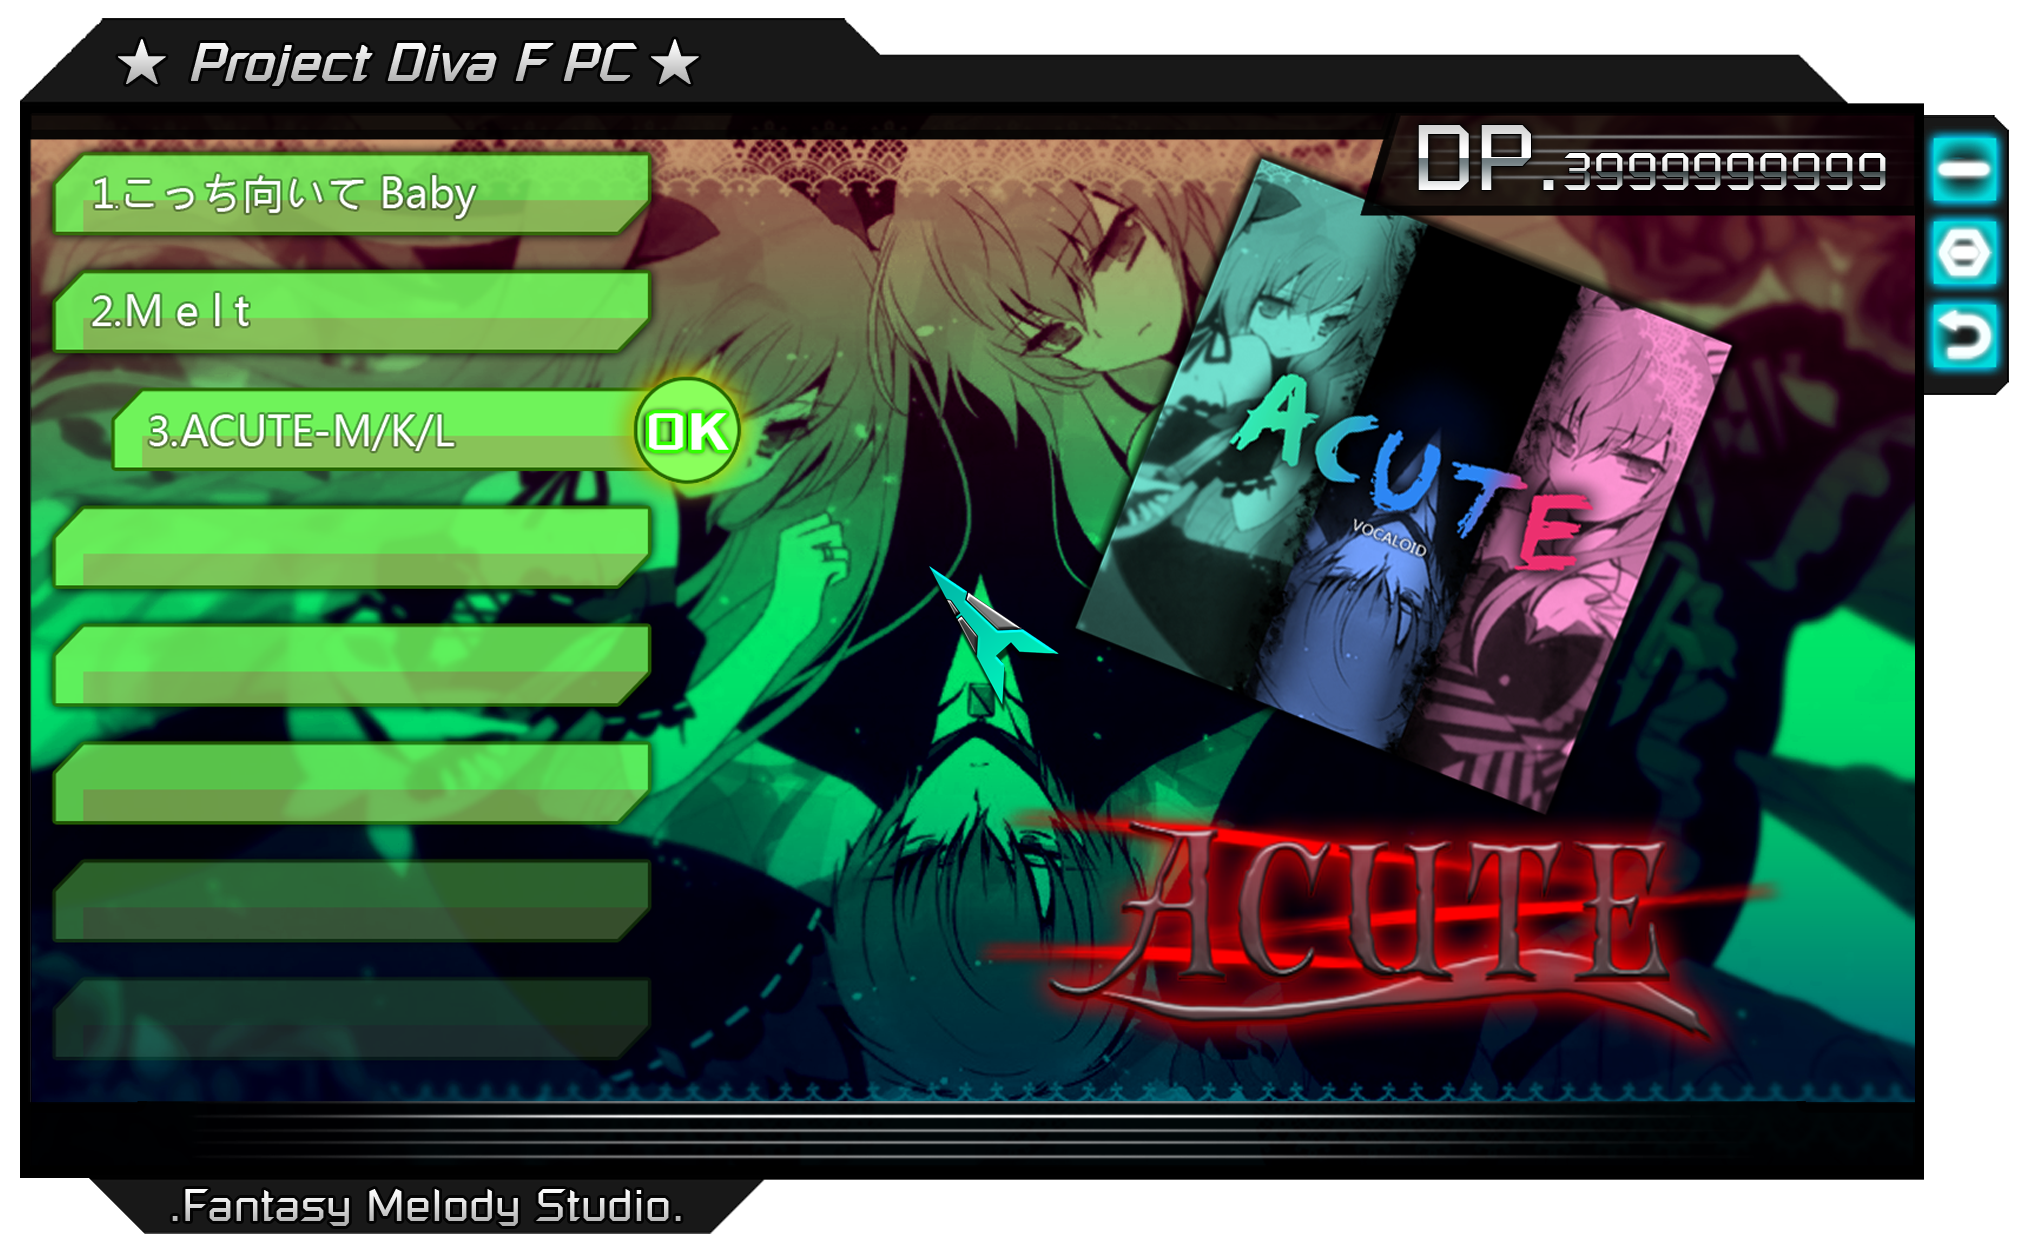 ★ Project Diva F PC ★
DP.3999999999
1.こっち向いて Baby
2.M e l t
3.ACUTE-M/K/L
OK
ACUTE
VOCALOID
ACUTE
.Fantasy Melody Studio.